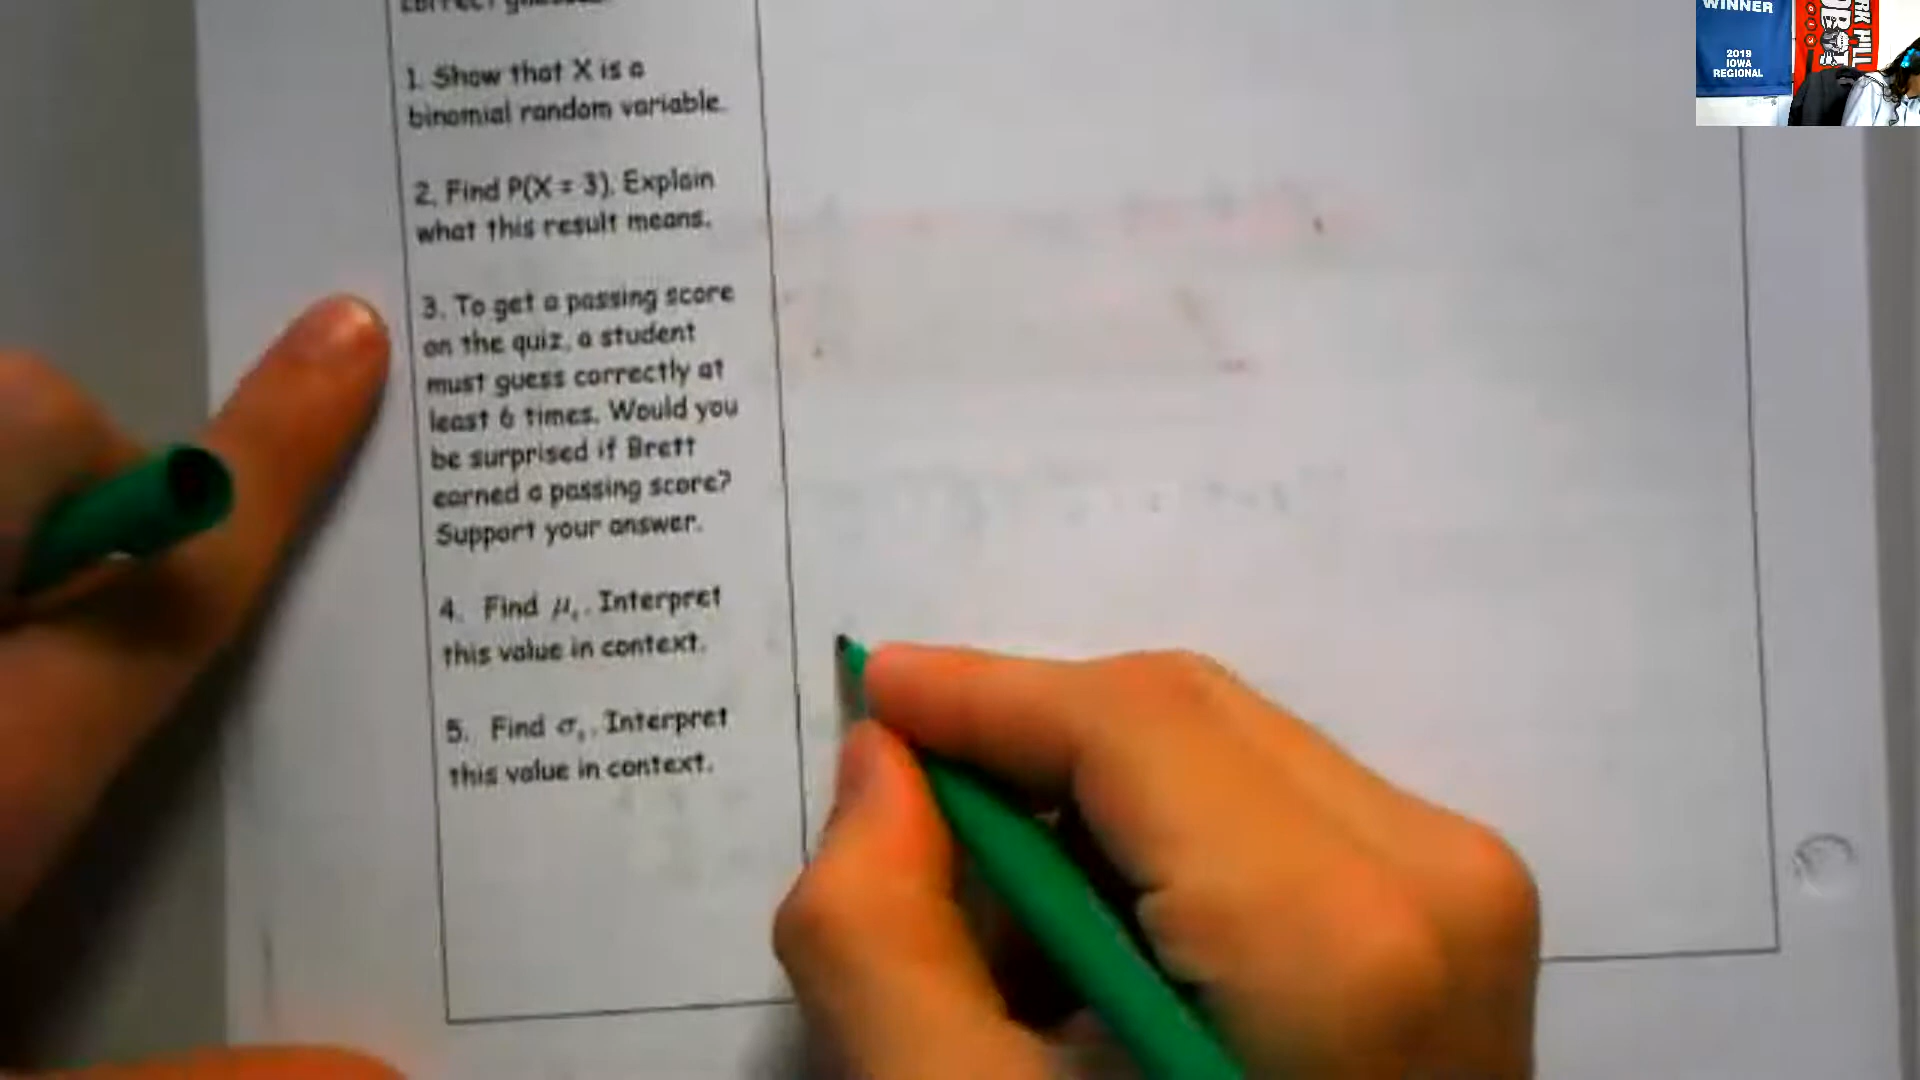 correct
1. Show that X is a
binomial random variable.
2. Find P(X = 3). Explain
what this result means.
3. To get a passing score
on the quiz, a student
must guess correctly at
least 6 times. Would you
be surprised if Brett
earned a passing score?
Support your answer.
4. Find μₓ. Interpret
this value in context.
5. Find σₓ. Interpret
this value in context.
WINNER
2019
IOWA
REGIONAL